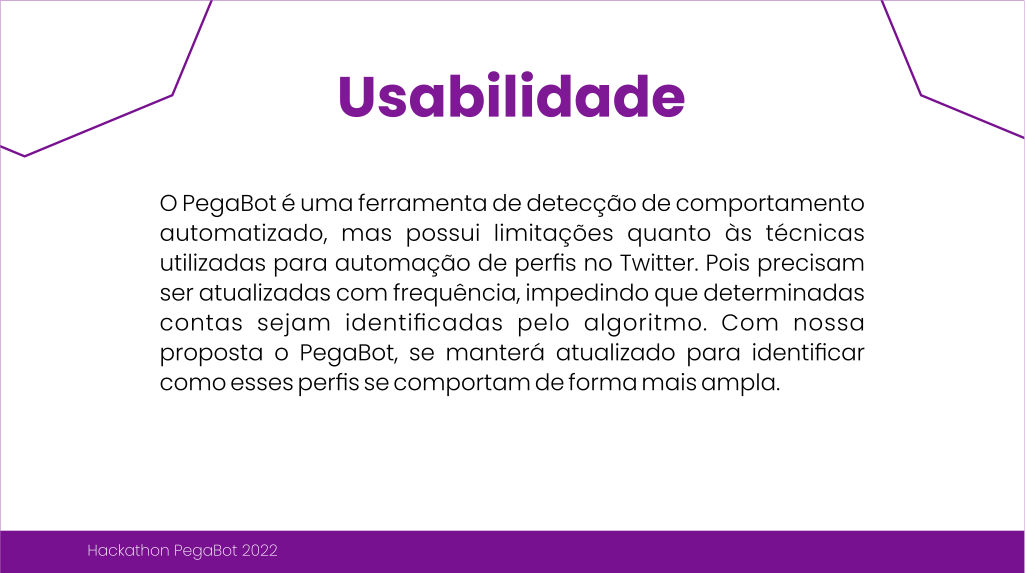 Usabilidade
O PegaBot é uma ferramenta de detecção de comportamento
automatizado, mas possui limitações quanto às técnicas
utilizadas para automação de perfis no Twitter. Pois precisam
ser atualizadas com frequência, impedindo que determinadas
contas sejam identificadas pelo algoritmo. Com nossa
proposta o PegaBot, se manterá atualizado para identificar
como esses perfis se comportam de forma mais ampla.
Hackathon PegaBot 2022